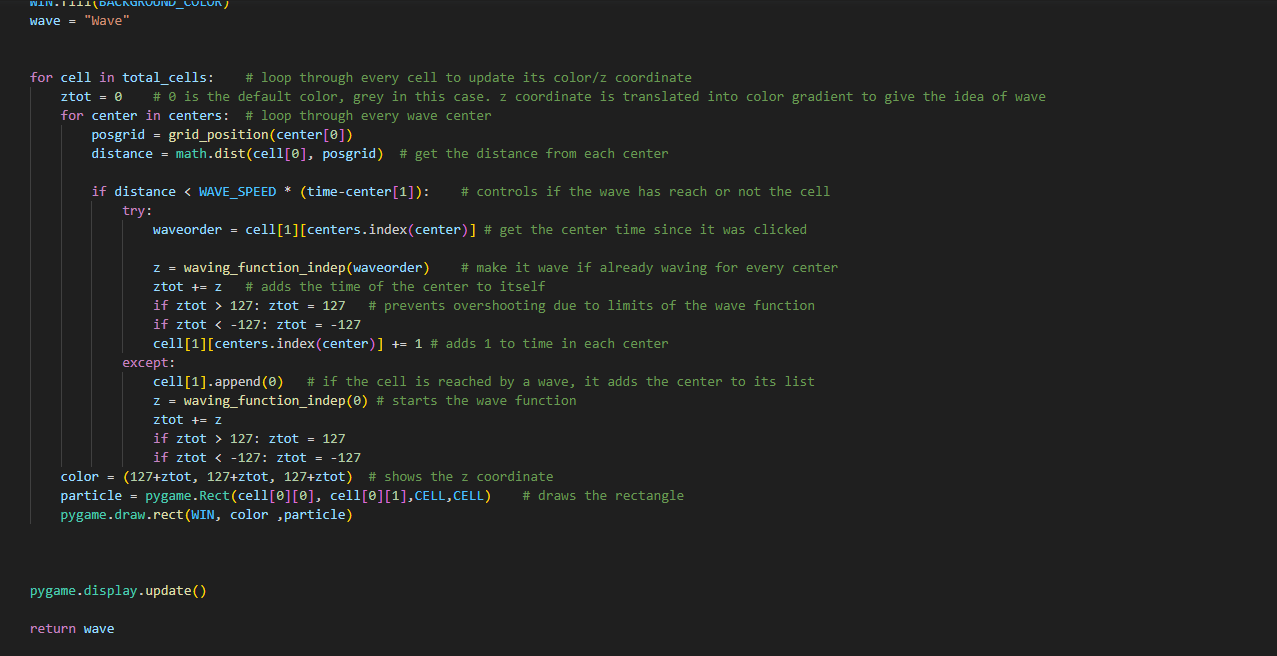 WIN.fill(BACKGROUND_COLOR)
wave = "Wave"
for cell in total_cells:    # loop through every cell to update its color/z coordinate
    ztot = 0    # 0 is the default color, grey in this case. z coordinate is translated into color gradient to give the idea of wave
    for center in centers:  # loop through every wave center
        posgrid = grid_position(center[0])
        distance = math.dist(cell[0], posgrid)  # get the distance from each center
        if distance < WAVE_SPEED * (time-center[1]):    # controls if the wave has reach or not the cell
            try:
                waveorder = cell[1][centers.index(center)] # get the center time since it was clicked
                z = waving_function_indep(waveorder)    # make it wave if already waving for every center
                ztot += z   # adds the time of the center to itself
                if ztot > 127: ztot = 127   # prevents overshooting due to limits of the wave function
                if ztot < -127: ztot = -127
                cell[1][centers.index(center)] += 1 # adds 1 to time in each center
            except:
                cell[1].append(0)   # if the cell is reached by a wave, it adds the center to its list
                z = waving_function_indep(0) # starts the wave function
                ztot += z
                if ztot > 127: ztot = 127
                if ztot < -127: ztot = -127
    color = (127+ztot, 127+ztot, 127+ztot)  # shows the z coordinate
    particle = pygame.Rect(cell[0][0], cell[0][1],CELL,CELL)    # draws the rectangle
    pygame.draw.rect(WIN, color ,particle)
pygame.display.update()
return wave